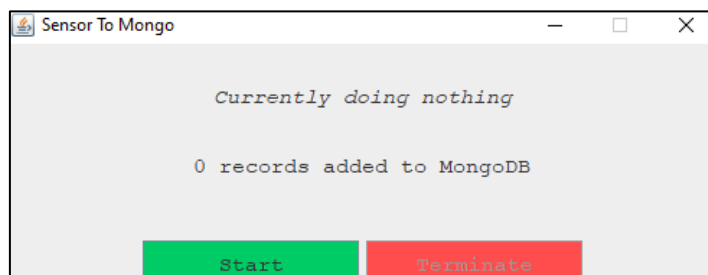 Sensor To Mongo
Currently doing nothing
0 records added to MongoDB
Start Terminate